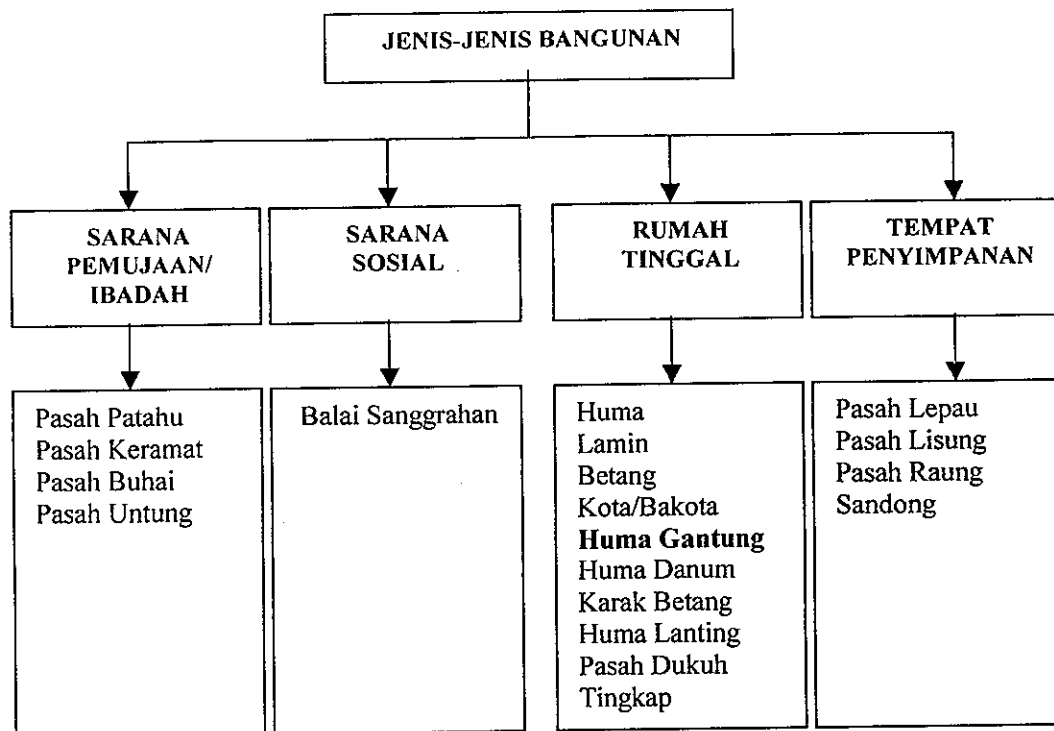 JENIS-JENIS BANGUNAN
SARANA
PEMUJAAN/
IBADAH
SARANA
SOSIAL
RUMAH
TINGGAL
TEMPAT
PENYIMPANAN
Pasah Patahu
Pasah Keramat
Pasah Buhai
Pasah Untung
Balai Sanggrahan
Huma
Lamin
Betang
Kota/Bakota
Huma Gantung
Huma Danum
Karak Betang
Huma Lanting
Pasah Dukuh
Tingkap
Pasah Lepau
Pasah Lisung
Pasah Raung
Sandong